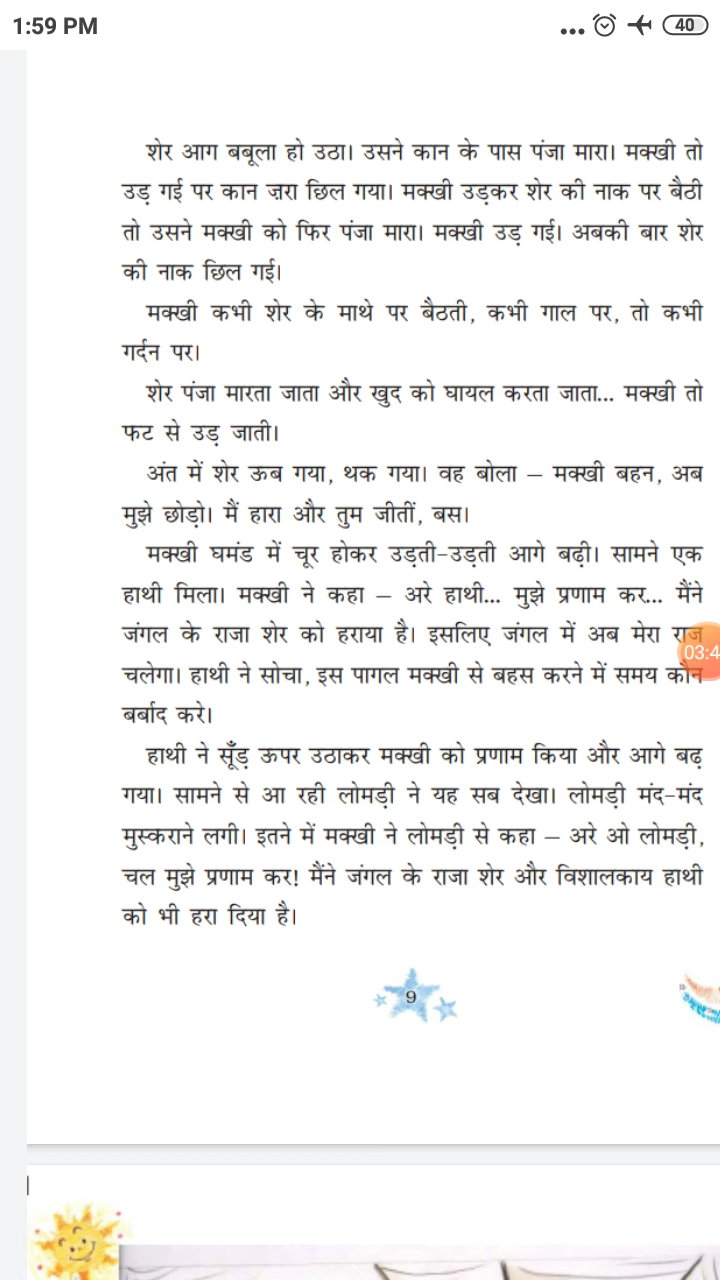 1:59 PM
40
शेर आग बबूला हो उठा। उसने कान के पास पंजा मारा। मक्खी तो
उड़ गई पर कान ज़रा छिल गया। मक्खी उड़कर शेर की नाक पर बैठी
तो उसने मक्खी को फिर पंजा मारा। मक्खी उड़ गई। अबकी बार शेर
की नाक छिल गई।
मक्खी कभी शेर के माथे पर बैठती, कभी गाल पर, तो कभी
गर्दन पर।
शेर पंजा मारता जाता और खुद को घायल करता जाता... मक्खी तो
फट से उड़ जाती।
अंत में शेर ऊब गया, थक गया। वह बोला – मक्खी बहन, अब
मुझे छोड़ो। मैं हारा और तुम जीतीं, बस।
मक्खी घमंड में चूर होकर उड़ती-उड़ती आगे बढ़ी। सामने एक
हाथी मिला। मक्खी ने कहा – अरे हाथी... मुझे प्रणाम कर... मैंने
जंगल के राजा शेर को हराया है। इसलिए जंगल में अब मेरा राज
03:4
चलेगा। हाथी ने सोचा, इस पागल मक्खी से बहस करने में समय कौन
बर्बाद करे।
हाथी ने सूँड़ ऊपर उठाकर मक्खी को प्रणाम किया और आगे बढ़
गया। सामने से आ रही लोमड़ी ने यह सब देखा। लोमड़ी मंद-मंद
मुस्कराने लगी। इतने में मक्खी ने लोमड़ी से कहा – अरे ओ लोमड़ी,
चल मुझे प्रणाम कर! मैंने जंगल के राजा शेर और विशालकाय हाथी
को भी हरा दिया है।
9